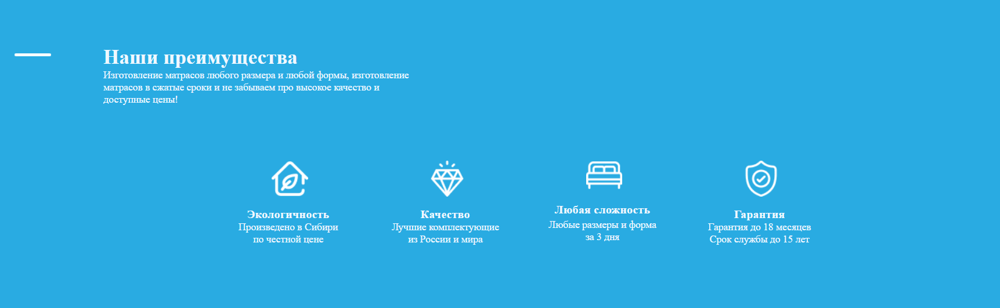 Наши преимущества
Изготовление матрасов любого размера и любой формы, изготовление
матрасов в сжатые сроки и не забываем про высокое качество и
доступные цены!
Экологичность
Произведено в Сибири
по честной цене
Качество
Лучшие комплектующие
из России и мира
Любая сложность
Любые размеры и форма
за 3 дня
Гарантия
Гарантия до 18 месяцев
Срок службы до 15 лет